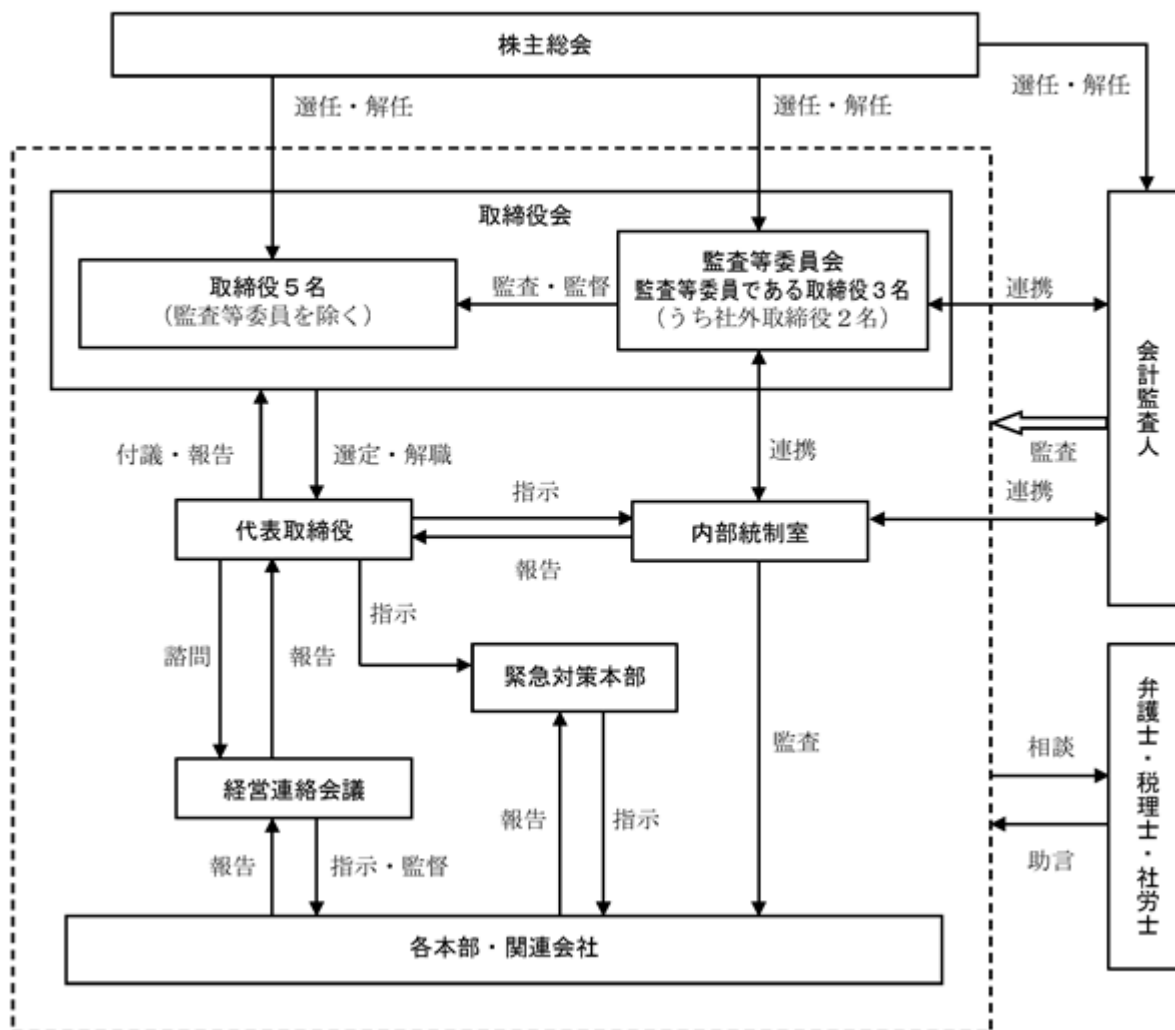 株主総会
選任・解任
選任・解任
選任・解任
取締役会
取締役５名
（監査等委員を除く）
監査・監督
監査等委員会
監査等委員である取締役３名
（うち社外取締役２名）
連携
会計監査人
監査
付議・報告
選定・解職
連携
連携
指示
代表取締役
内部統制室
報告
指示
諮問
報告
緊急対策本部
弁護士・税理士・社労士
監査
相談
経営連絡会議
報告
指示
助言
報告
指示・監督
各本部・関連会社